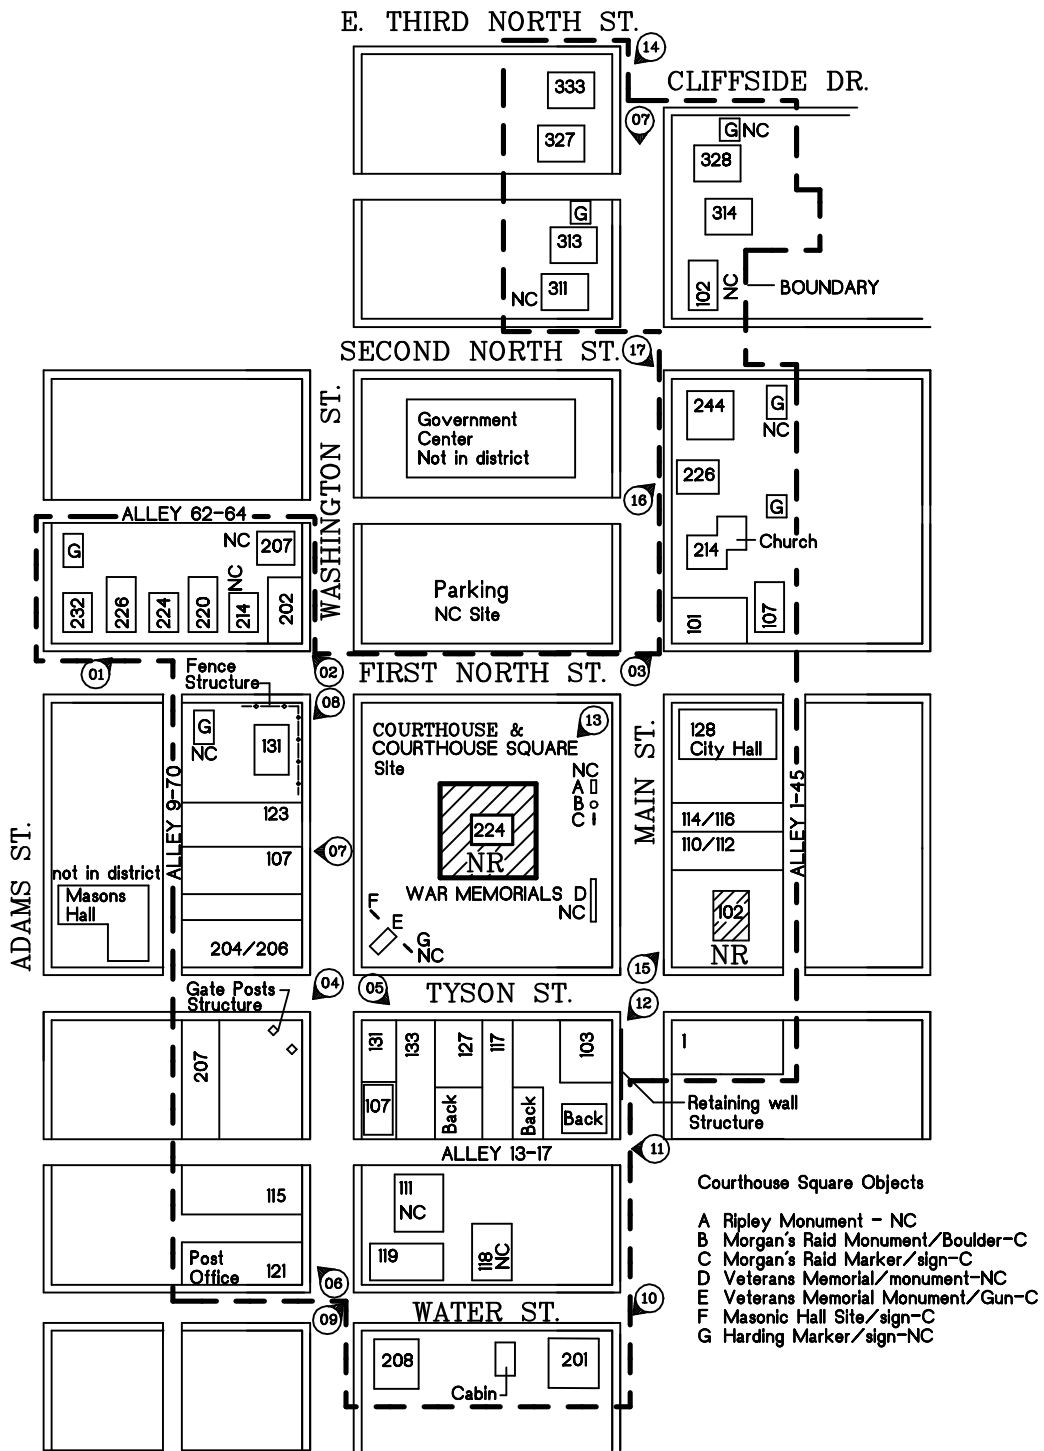 E. THIRD NORTH ST.
14
CLIFFSIDE DR.
333
07
327
G NC
328
314
G
313
311
NC
102
NC
BOUNDARY
SECOND NORTH ST.
17
WASHINGTON ST.
Government
Center
Not in district
244
G
NC
226
16
G
ALLEY 62-64
G
NC
207
NC
232
226
224
220
214
202
Parking
NC Site
214
Church
101
107
01
02
FIRST NORTH ST.
03
Fence
Structure
08
G
NC
131
13
COURTHOUSE &
COURTHOUSE SQUARE
Site
NC
A
B
C
224
NR
MAIN ST.
128
City Hall
ALLEY 9-70
ALLEY 1-45
123
114/116
110/112
107
07
ADAMS ST.
not in district
Masons
Hall
WAR MEMORIALS D
NC
F
E
G
NC
102
NR
204/206
15
Gate Posts
Structure
04
05
TYSON ST.
12
207
131
133
127
117
103
1
107
Back
Back
Back
Retaining wall
Structure
ALLEY 13-17
11
115
111
NC
119
118
NC
Post
Office
121
06
09
WATER ST.
10
208
201
Cabin
Courthouse Square Objects
A Ripley Monument - NC
B Morgan's Raid Monument/Boulder-C
C Morgan's Raid Marker/sign-C
D Veterans Memorial/monument-NC
E Veterans Memorial Monument/Gun-C
F Masonic Hall Site/sign-C
G Harding Marker/sign-NC